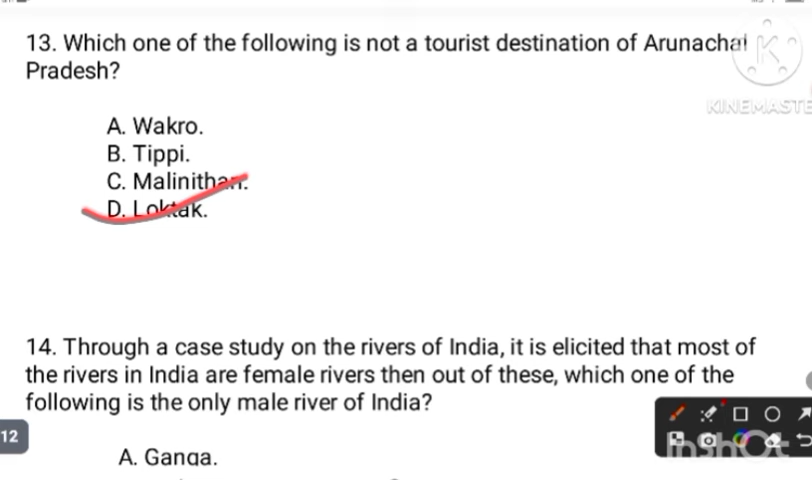 13. Which one of the following is not a tourist destination of Arunachal
Pradesh?
KINEMASTE
A. Wakro.
B. Tippi.
C. Malinithan.
D. Loktak.
14. Through a case study on the rivers of India, it is elicited that most of
the rivers in India are female rivers then out of these, which one of the
following is the only male river of India?
12
A. Ganga.
InShOt